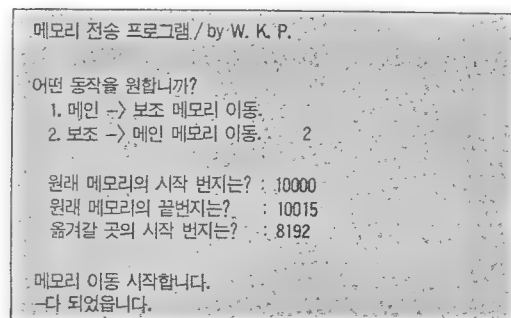 메모리 전송 프로그램 / by W. K. P.
어떤 동작을 원합니까?
1. 메인 -> 보조 메모리 이동.
2. 보조 -> 메인 메모리 이동. 2
원래 메모리의 시작 번지는? : 10000
원래 메모리의 끝번지는? : 10015
옮겨갈 곳의 시작 번지는? : 8192
메모리 이동 시작합니다.
-다 되었읍니다.